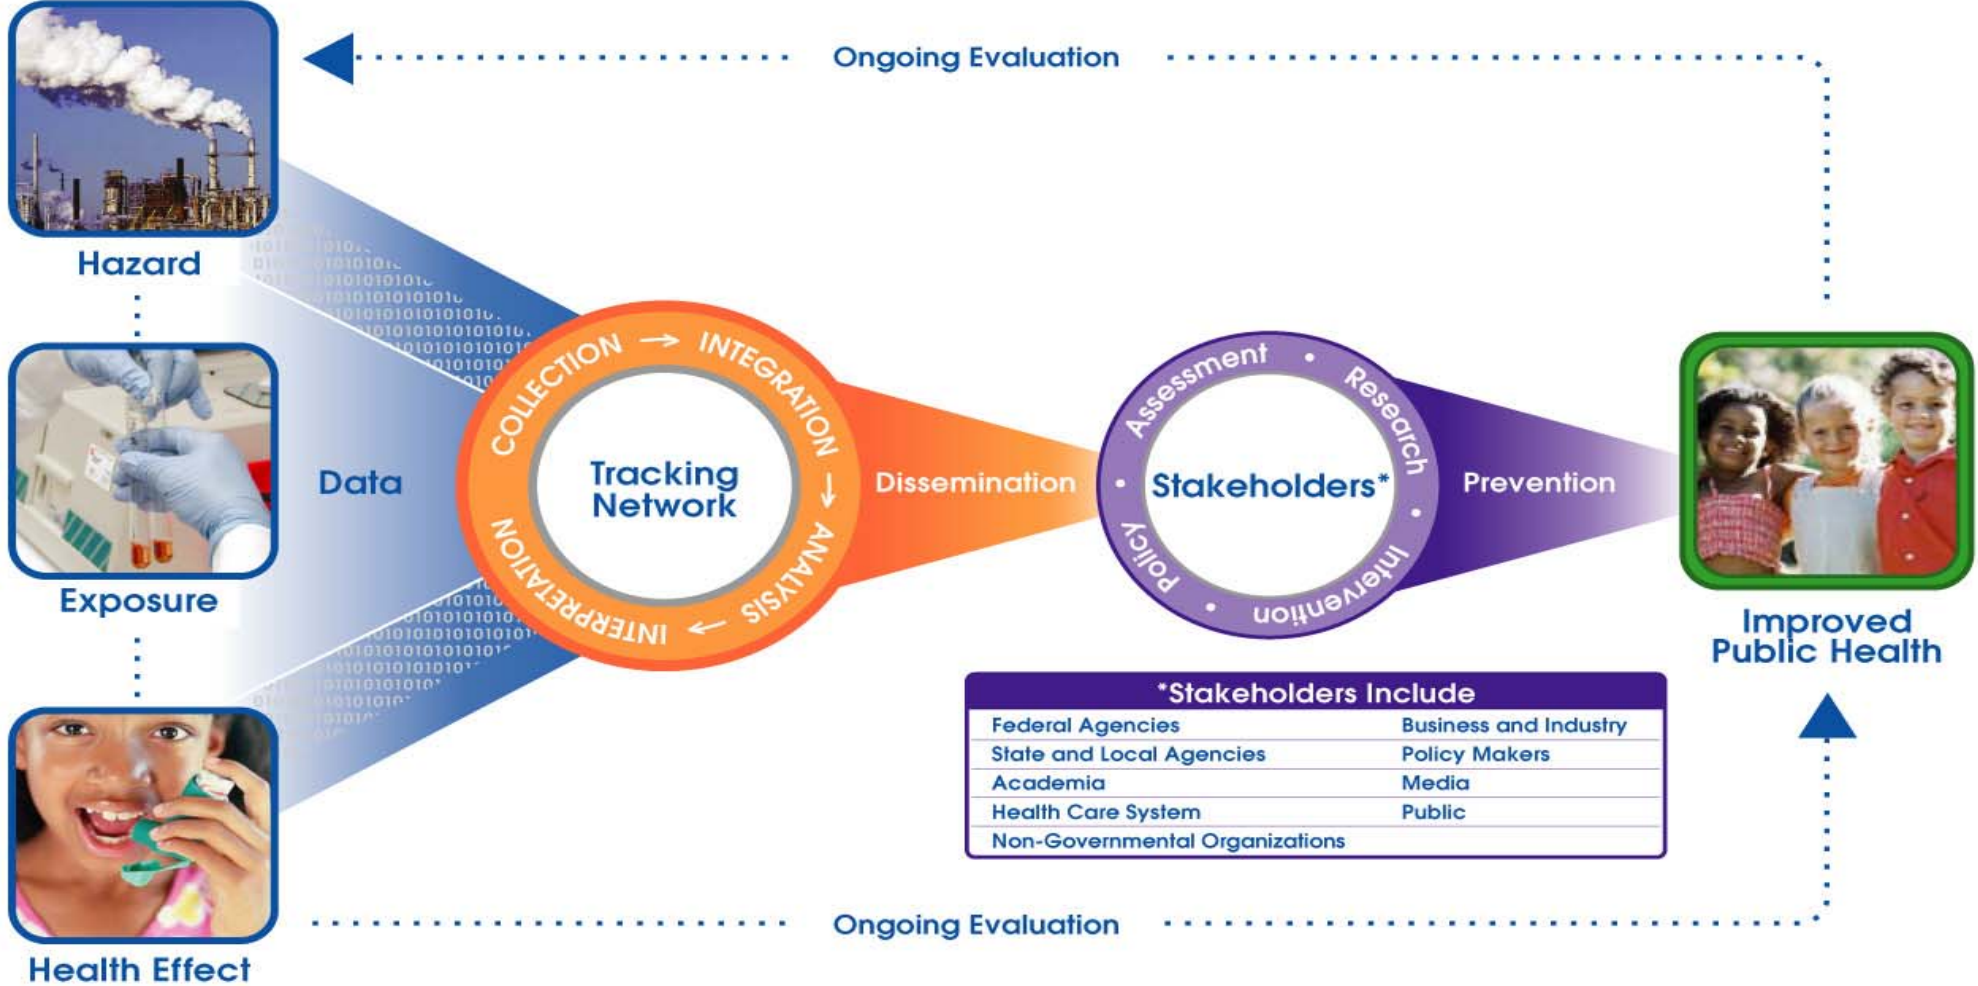 Ongoing Evaluation
Hazard
Exposure
Health Effect
Data
COLLECTION → INTEGRATION → ANALYSIS → INTERPRETATION
Tracking
Network
Dissemination
Assessment • Research • Intervention • Policy •
Stakeholders*
Prevention
Improved
Public Health
*Stakeholders Include
Federal Agencies Business and Industry
State and Local Agencies Policy Makers
Academia Media
Health Care System Public
Non-Governmental Organizations
Ongoing Evaluation